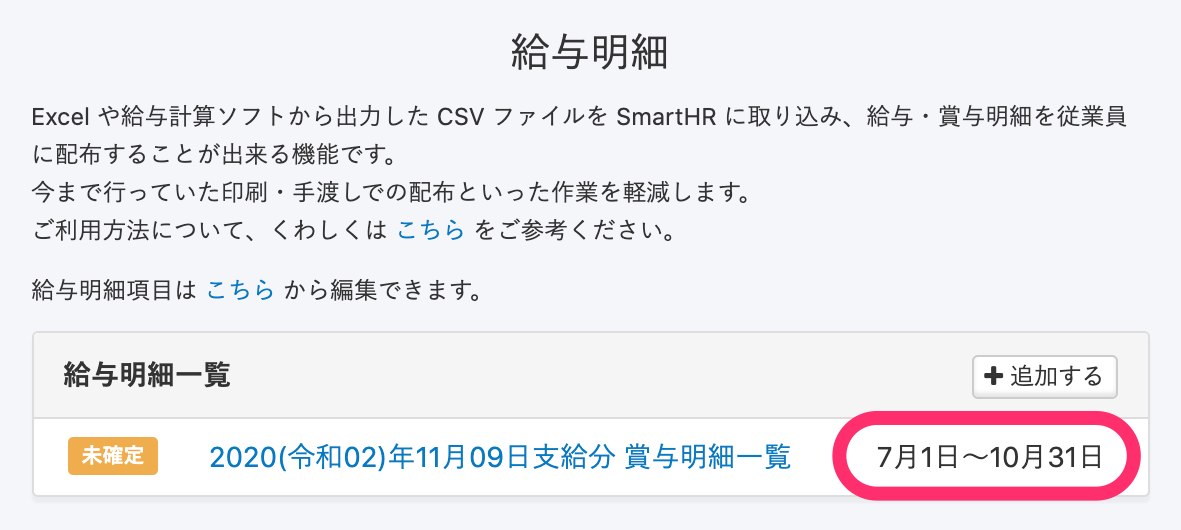 給与明細
Excel や給与計算ソフトから出力した CSV ファイルを SmartHR に取り込み、給与・賞与明細を従業員
に配布することが出来る機能です。
今まで行っていた印刷・手渡しでの配布といった作業を軽減します。
ご利用方法について、くわしくは こちら をご参考ください。
給与明細項目は こちら から編集できます。
給与明細一覧
+ 追加する
未確定 2020(令和02)年11月09日支給分 賞与明細一覧 7月1日〜10月31日